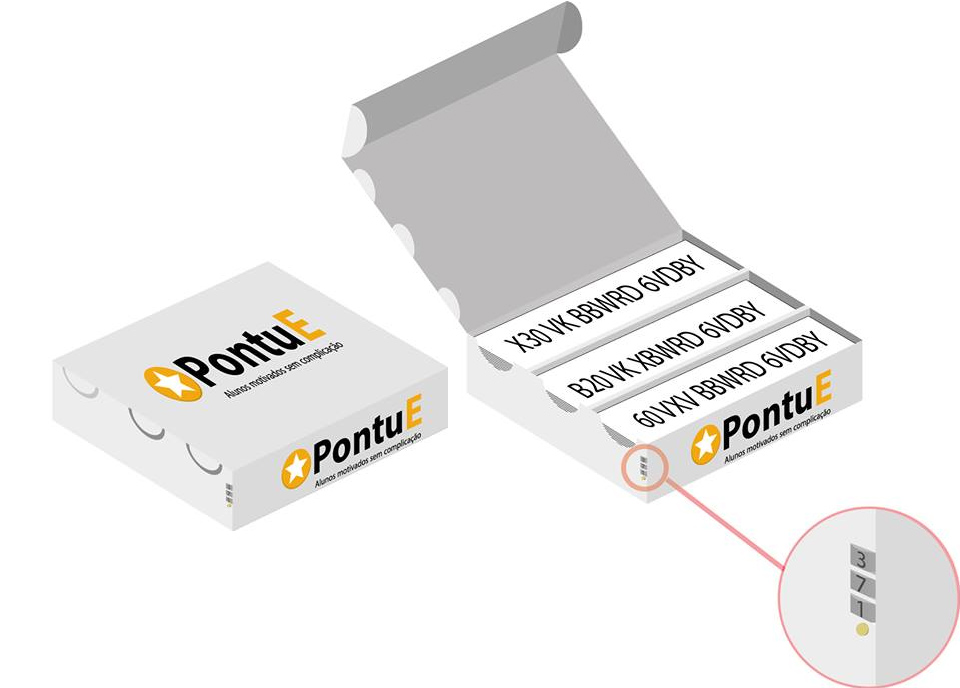 PontuE
Alunos motivados sem complicação
PontuE
Alunos motivados sem complicação
X30 VK BBWRD 6VDBY
B20 VK XBWRD 6VDBY
60VXV BBWRD 6VDBY
PontuE
Alunos motivados sem complicação
3
7
1